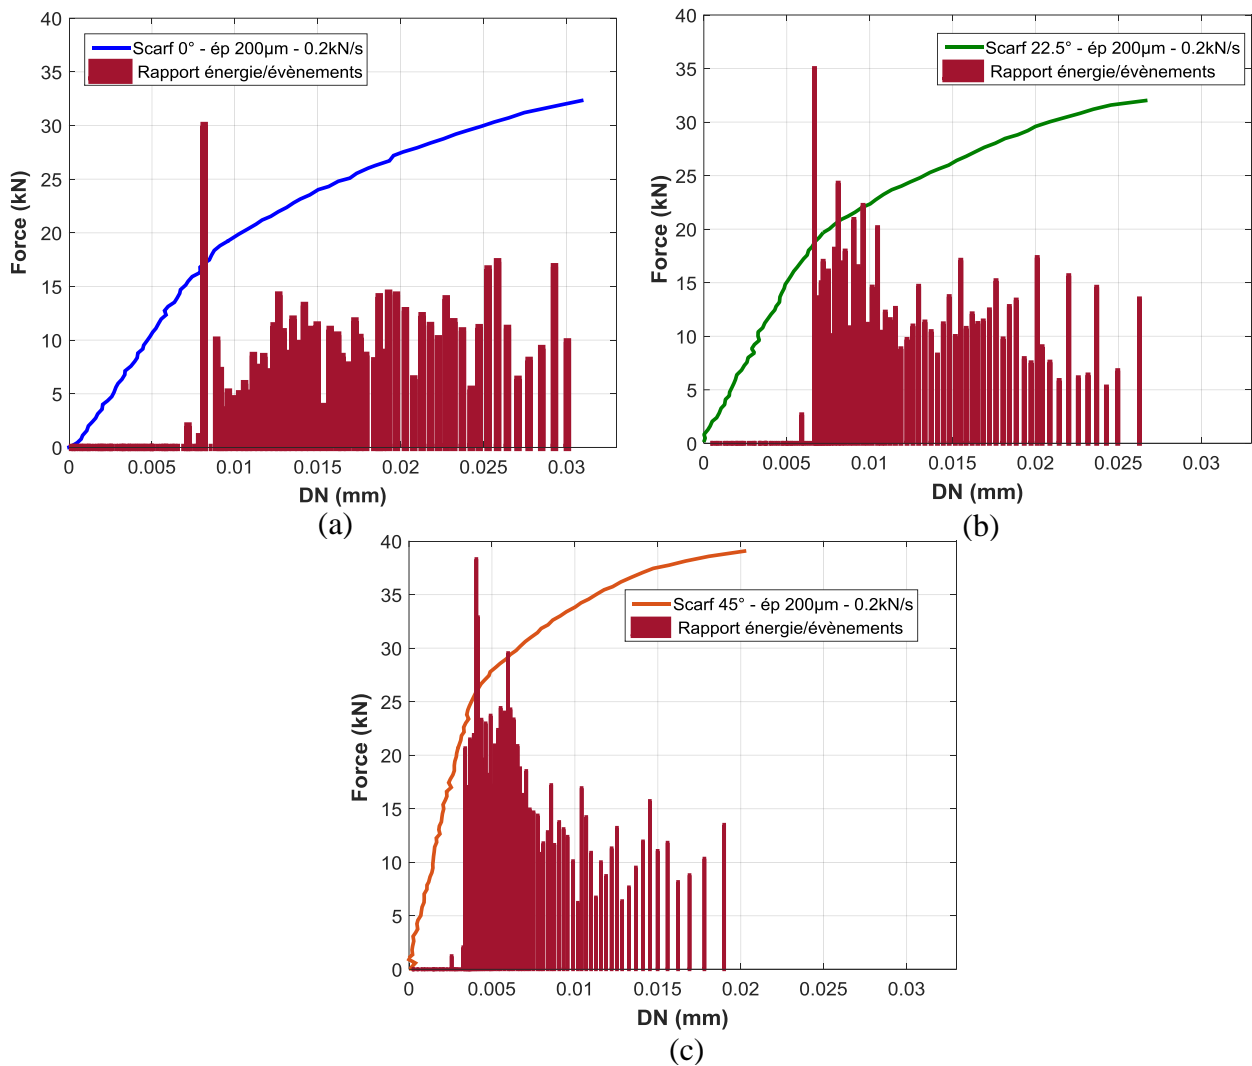 Scarf 0° - ép 200µm - 0.2kN/s
Rapport énergie/évènements
Force (kN)
40
35
30
25
20
15
10
5
0
0 0.005 0.01 0.015 0.02 0.025 0.03
DN (mm)
(a)
Scarf 22.5° - ép 200µm - 0.2kN/s
Rapport énergie/évènements
Force (kN)
40
35
30
25
20
15
10
5
0
0 0.005 0.01 0.015 0.02 0.025 0.03
DN (mm)
(b)
Scarf 45° - ép 200µm - 0.2kN/s
Rapport énergie/évènements
Force (kN)
40
35
30
25
20
15
10
5
0
0 0.005 0.01 0.015 0.02 0.025 0.03
DN (mm)
(c)